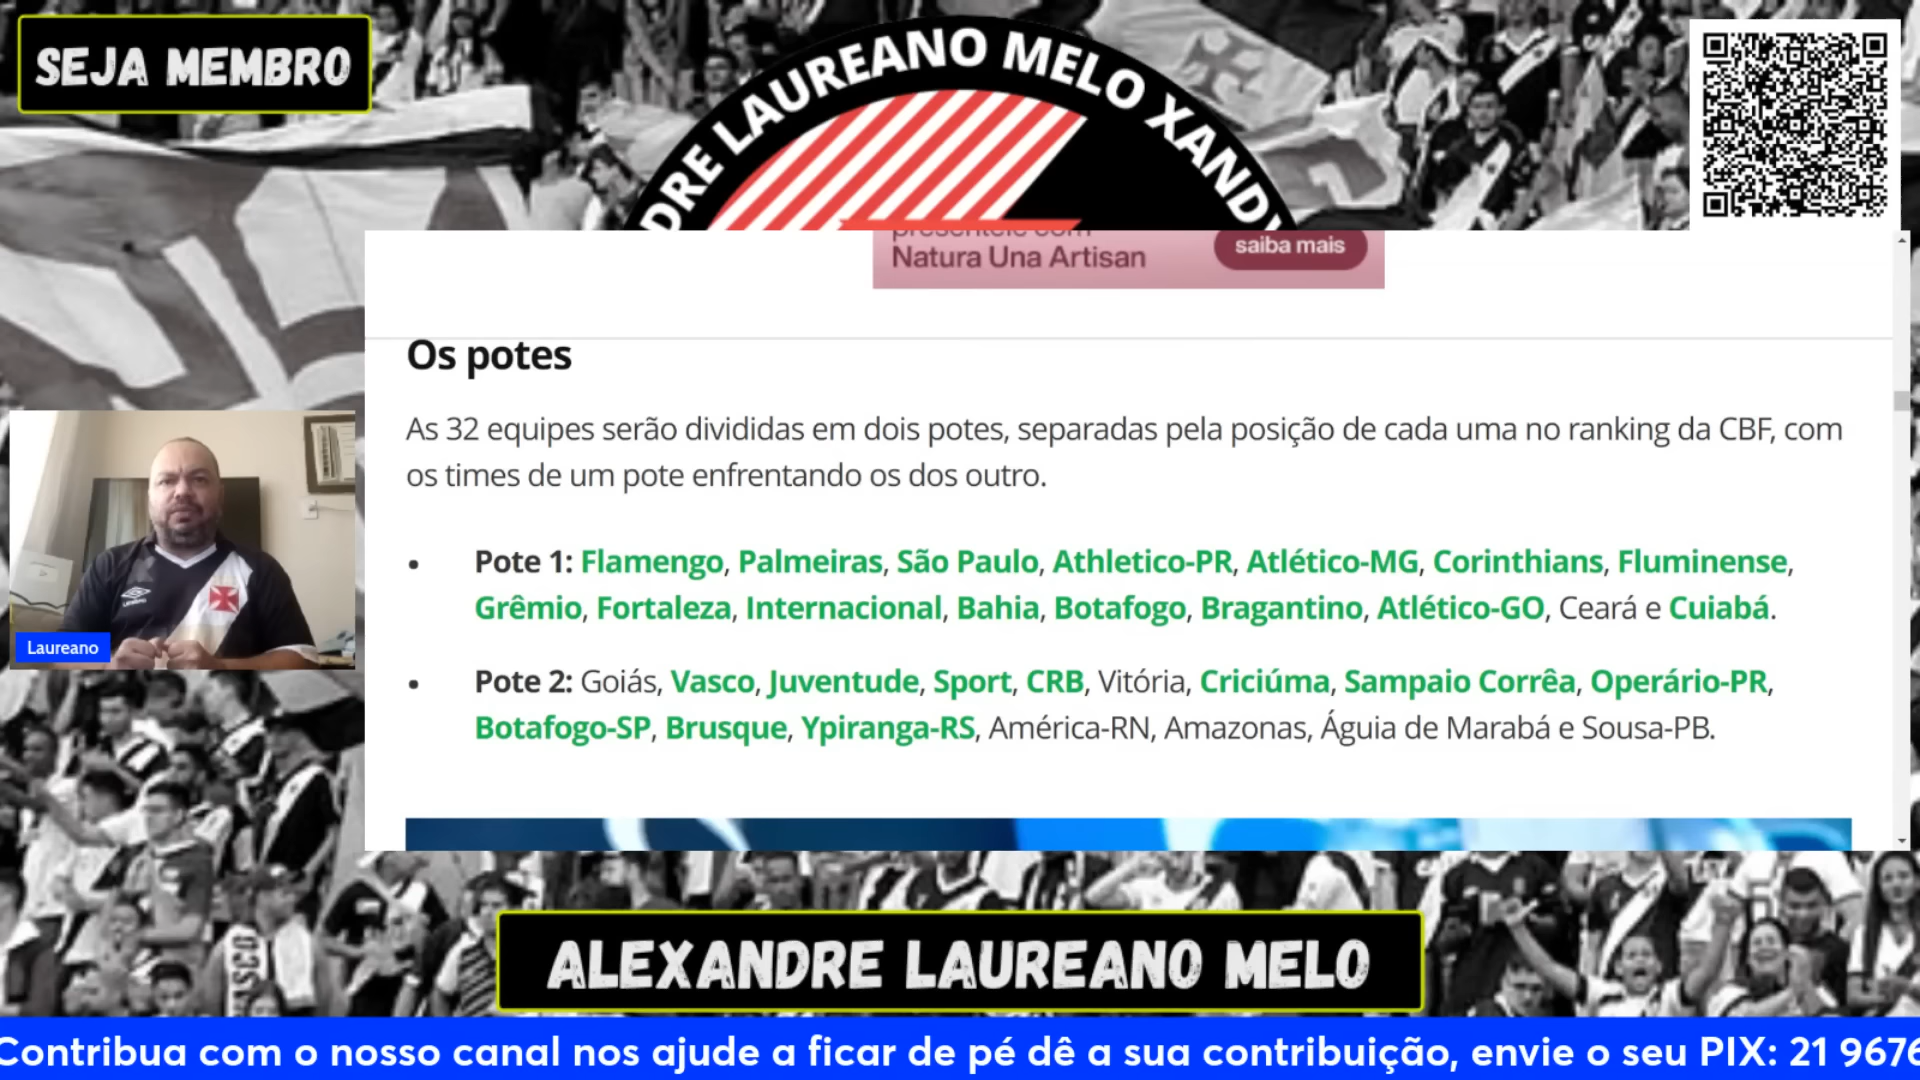 SEJA MEMBRO
DRE LAUREANO MELO XAND
Natura Una Artisan
saiba mais
Os potes
As 32 equipes serão divididas em dois potes, separadas pela posição de cada uma no ranking da CBF, com
os times de um pote enfrentando os dos outro.
• Pote 1: Flamengo, Palmeiras, São Paulo, Athletico-PR, Atlético-MG, Corinthians, Fluminense,
Grêmio, Fortaleza, Internacional, Bahia, Botafogo, Bragantino, Atlético-GO, Ceará e Cuiabá.
• Pote 2: Goiás, Vasco, Juventude, Sport, CRB, Vitória, Criciúma, Sampaio Corrêa, Operário-PR,
Botafogo-SP, Brusque, Ypiranga-RS, América-RN, Amazonas, Águia de Marabá e Sousa-PB.
Laureano
ALEXANDRE LAUREANO MELO
Contribua com o nosso canal nos ajude a ficar de pé dê a sua contribuição, envie o seu PIX: 21 9676